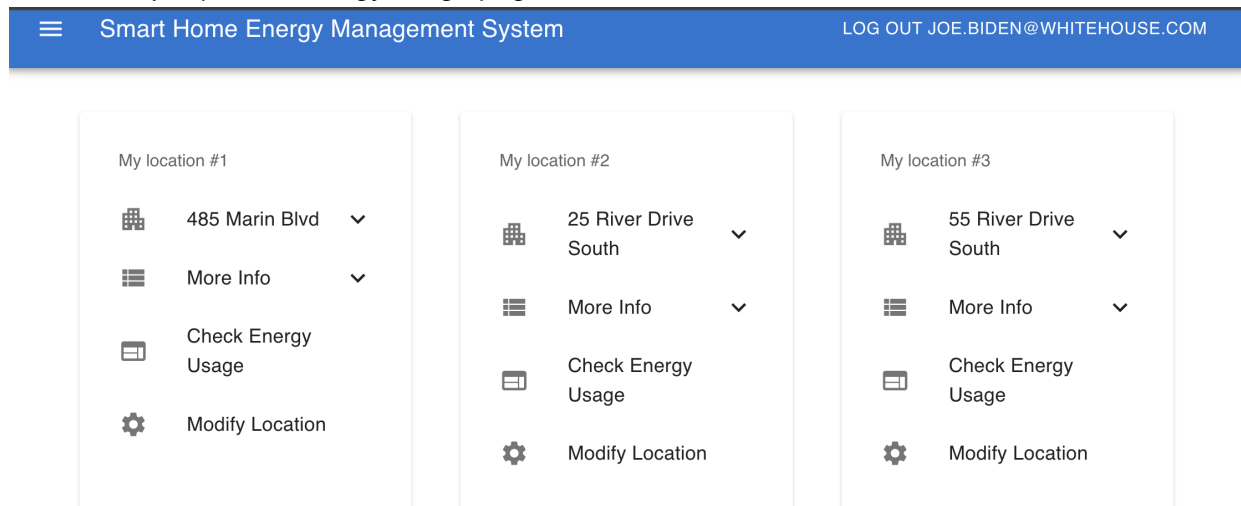 Smart Home Energy Management System
LOG OUT JOE.BIDEN@WHITEHOUSE.COM
My location #1
485 Marin Blvd
More Info
Check Energy
Usage
Modify Location
My location #2
25 River Drive
South
More Info
Check Energy
Usage
Modify Location
My location #3
55 River Drive
South
More Info
Check Energy
Usage
Modify Location